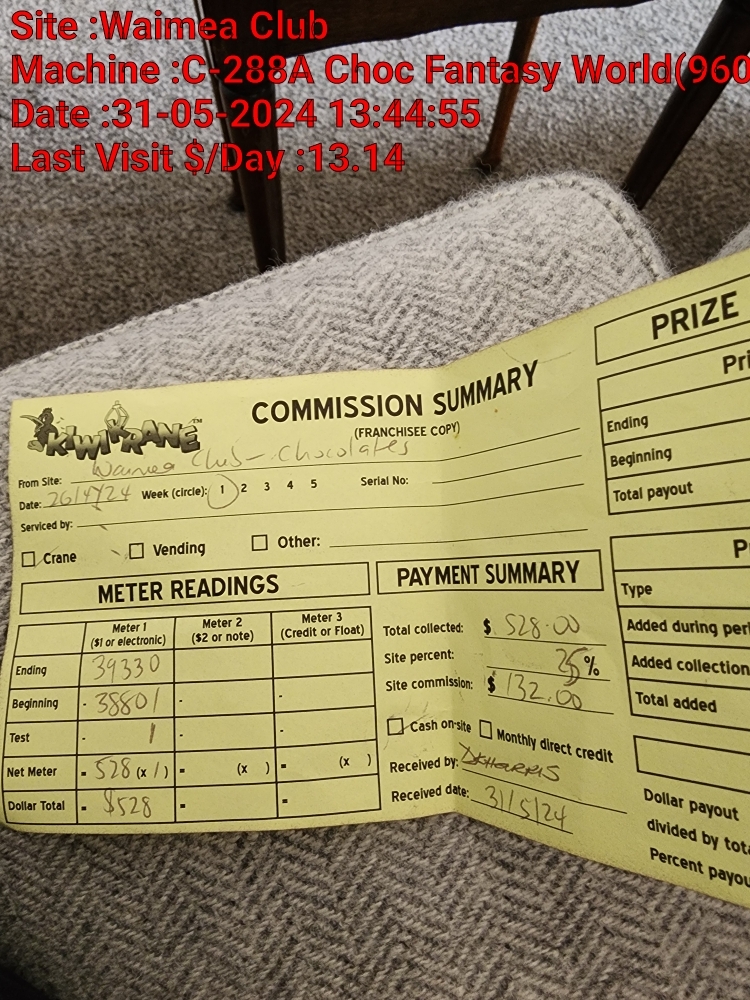 Site :Waimea Club
Machine :C-288A Choc Fantasy World(960
Date :31-05-2024 13:44:55
Last Visit $/Day :13.14
KIWIKRANE™
COMMISSION SUMMARY
(FRANCHISEE COPY)
From Site: Waimea Club - Chocolates
Date: 26/4/24 Week (circle): 1 2 3 4 5 Serial No:
Serviced by:
Crane Vending Other:
METER READINGS
Meter 1 ($1 or electronic) Meter 2 ($2 or note) Meter 3 (Credit or Float)
Ending 39330
Beginning - 38801 - -
Test - 1 - -
Net Meter = 528 (x 1) = (x ) = (x )
Dollar Total = $528 = =
PAYMENT SUMMARY
Total collected: $ 528.00
Site percent: 25%
Site commission: $ 132.00
Cash on-site Monthly direct credit
Received by: DKHARRIS
Received date: 31/5/24
PRIZE
Pri
Ending
Beginning
Total payout
P
Type
Added during per
Added collection
Total added
Dollar payout
divided by tot
Percent payou